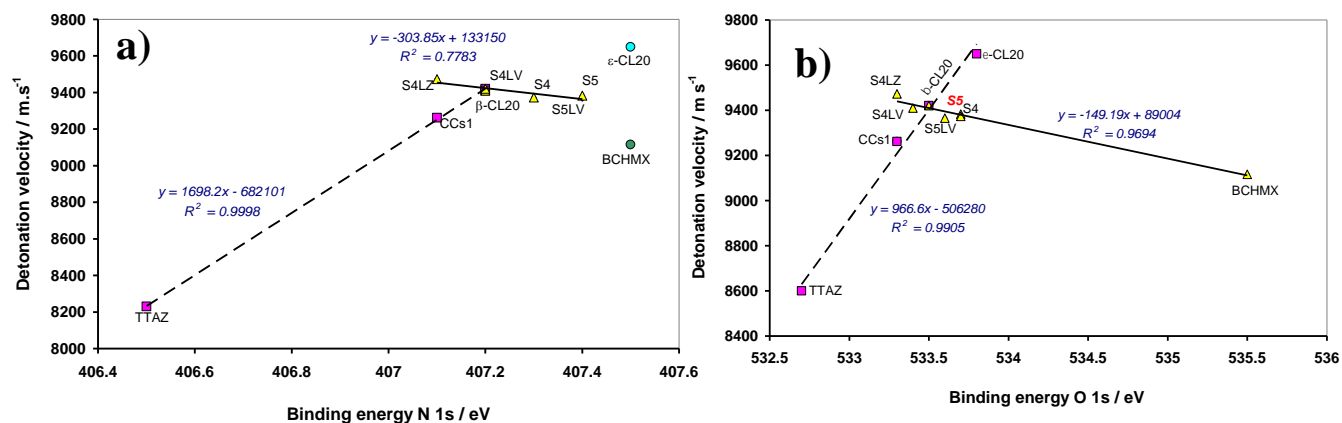 a)
9800
9600
9400
9200
9000
8800
8600
8400
8200
8000
Detonation velocity / m.s⁻¹
y = -303.85x + 133150
R² = 0.7783
ε-CL20
S4LZ
S4LV
S4
S5
β-CL20
S5LV
CCs1
BCHMX
y = 1698.2x - 682101
R² = 0.9998
TTAZ
406.4
406.6
406.8
407
407.2
407.4
407.6
Binding energy N 1s / eV
b)
9800
9600
9400
9200
9000
8800
8600
8400
Detonation velocity / m s⁻¹
e-CL20
b-CL20
S4LZ
S5
S4LV
S4
S5LV
CCs1
y = -149.19x + 89004
R² = 0.9694
BCHMX
y = 966.6x - 506280
R² = 0.9905
TTAZ
532.5
533
533.5
534
534.5
535
535.5
536
Binding energy O 1s / eV